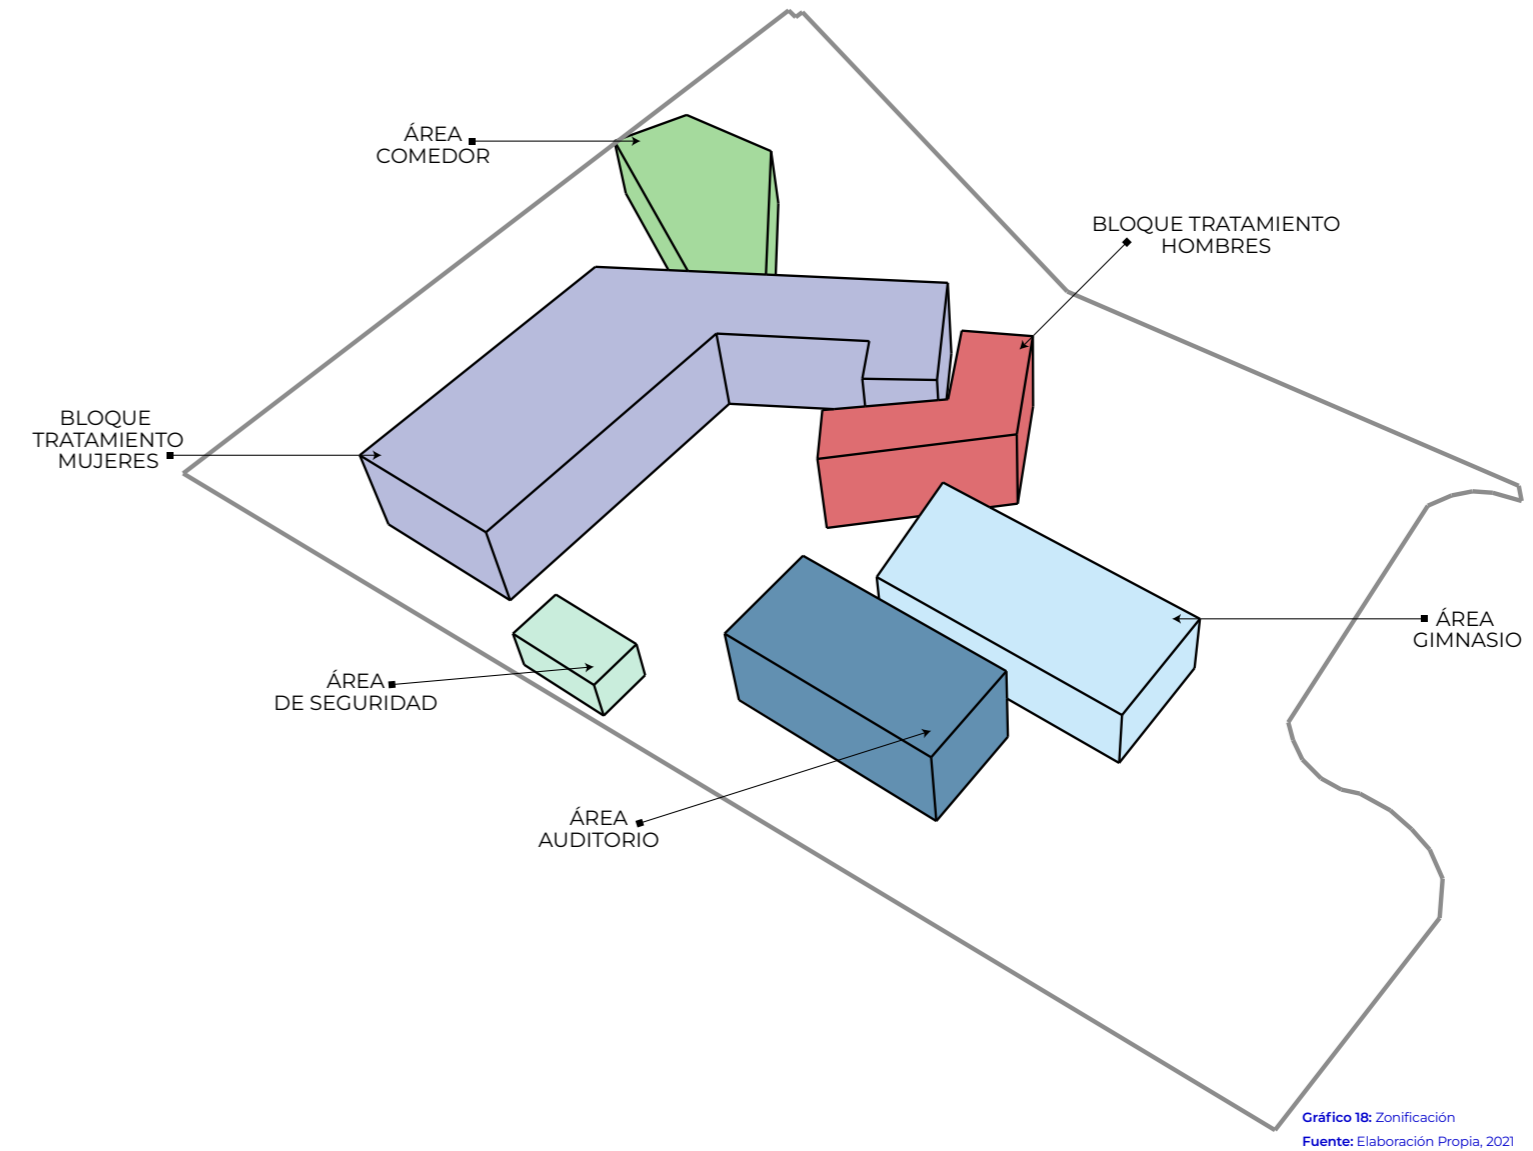 ÁREA
COMEDOR
BLOQUE TRATAMIENTO
HOMBRES
BLOQUE
TRATAMIENTO
MUJERES
ÁREA
GIMNASIO
ÁREA
DE SEGURIDAD
ÁREA
AUDITORIO
Gráfico 18: Zonificación
Fuente: Elaboración Propia, 2021